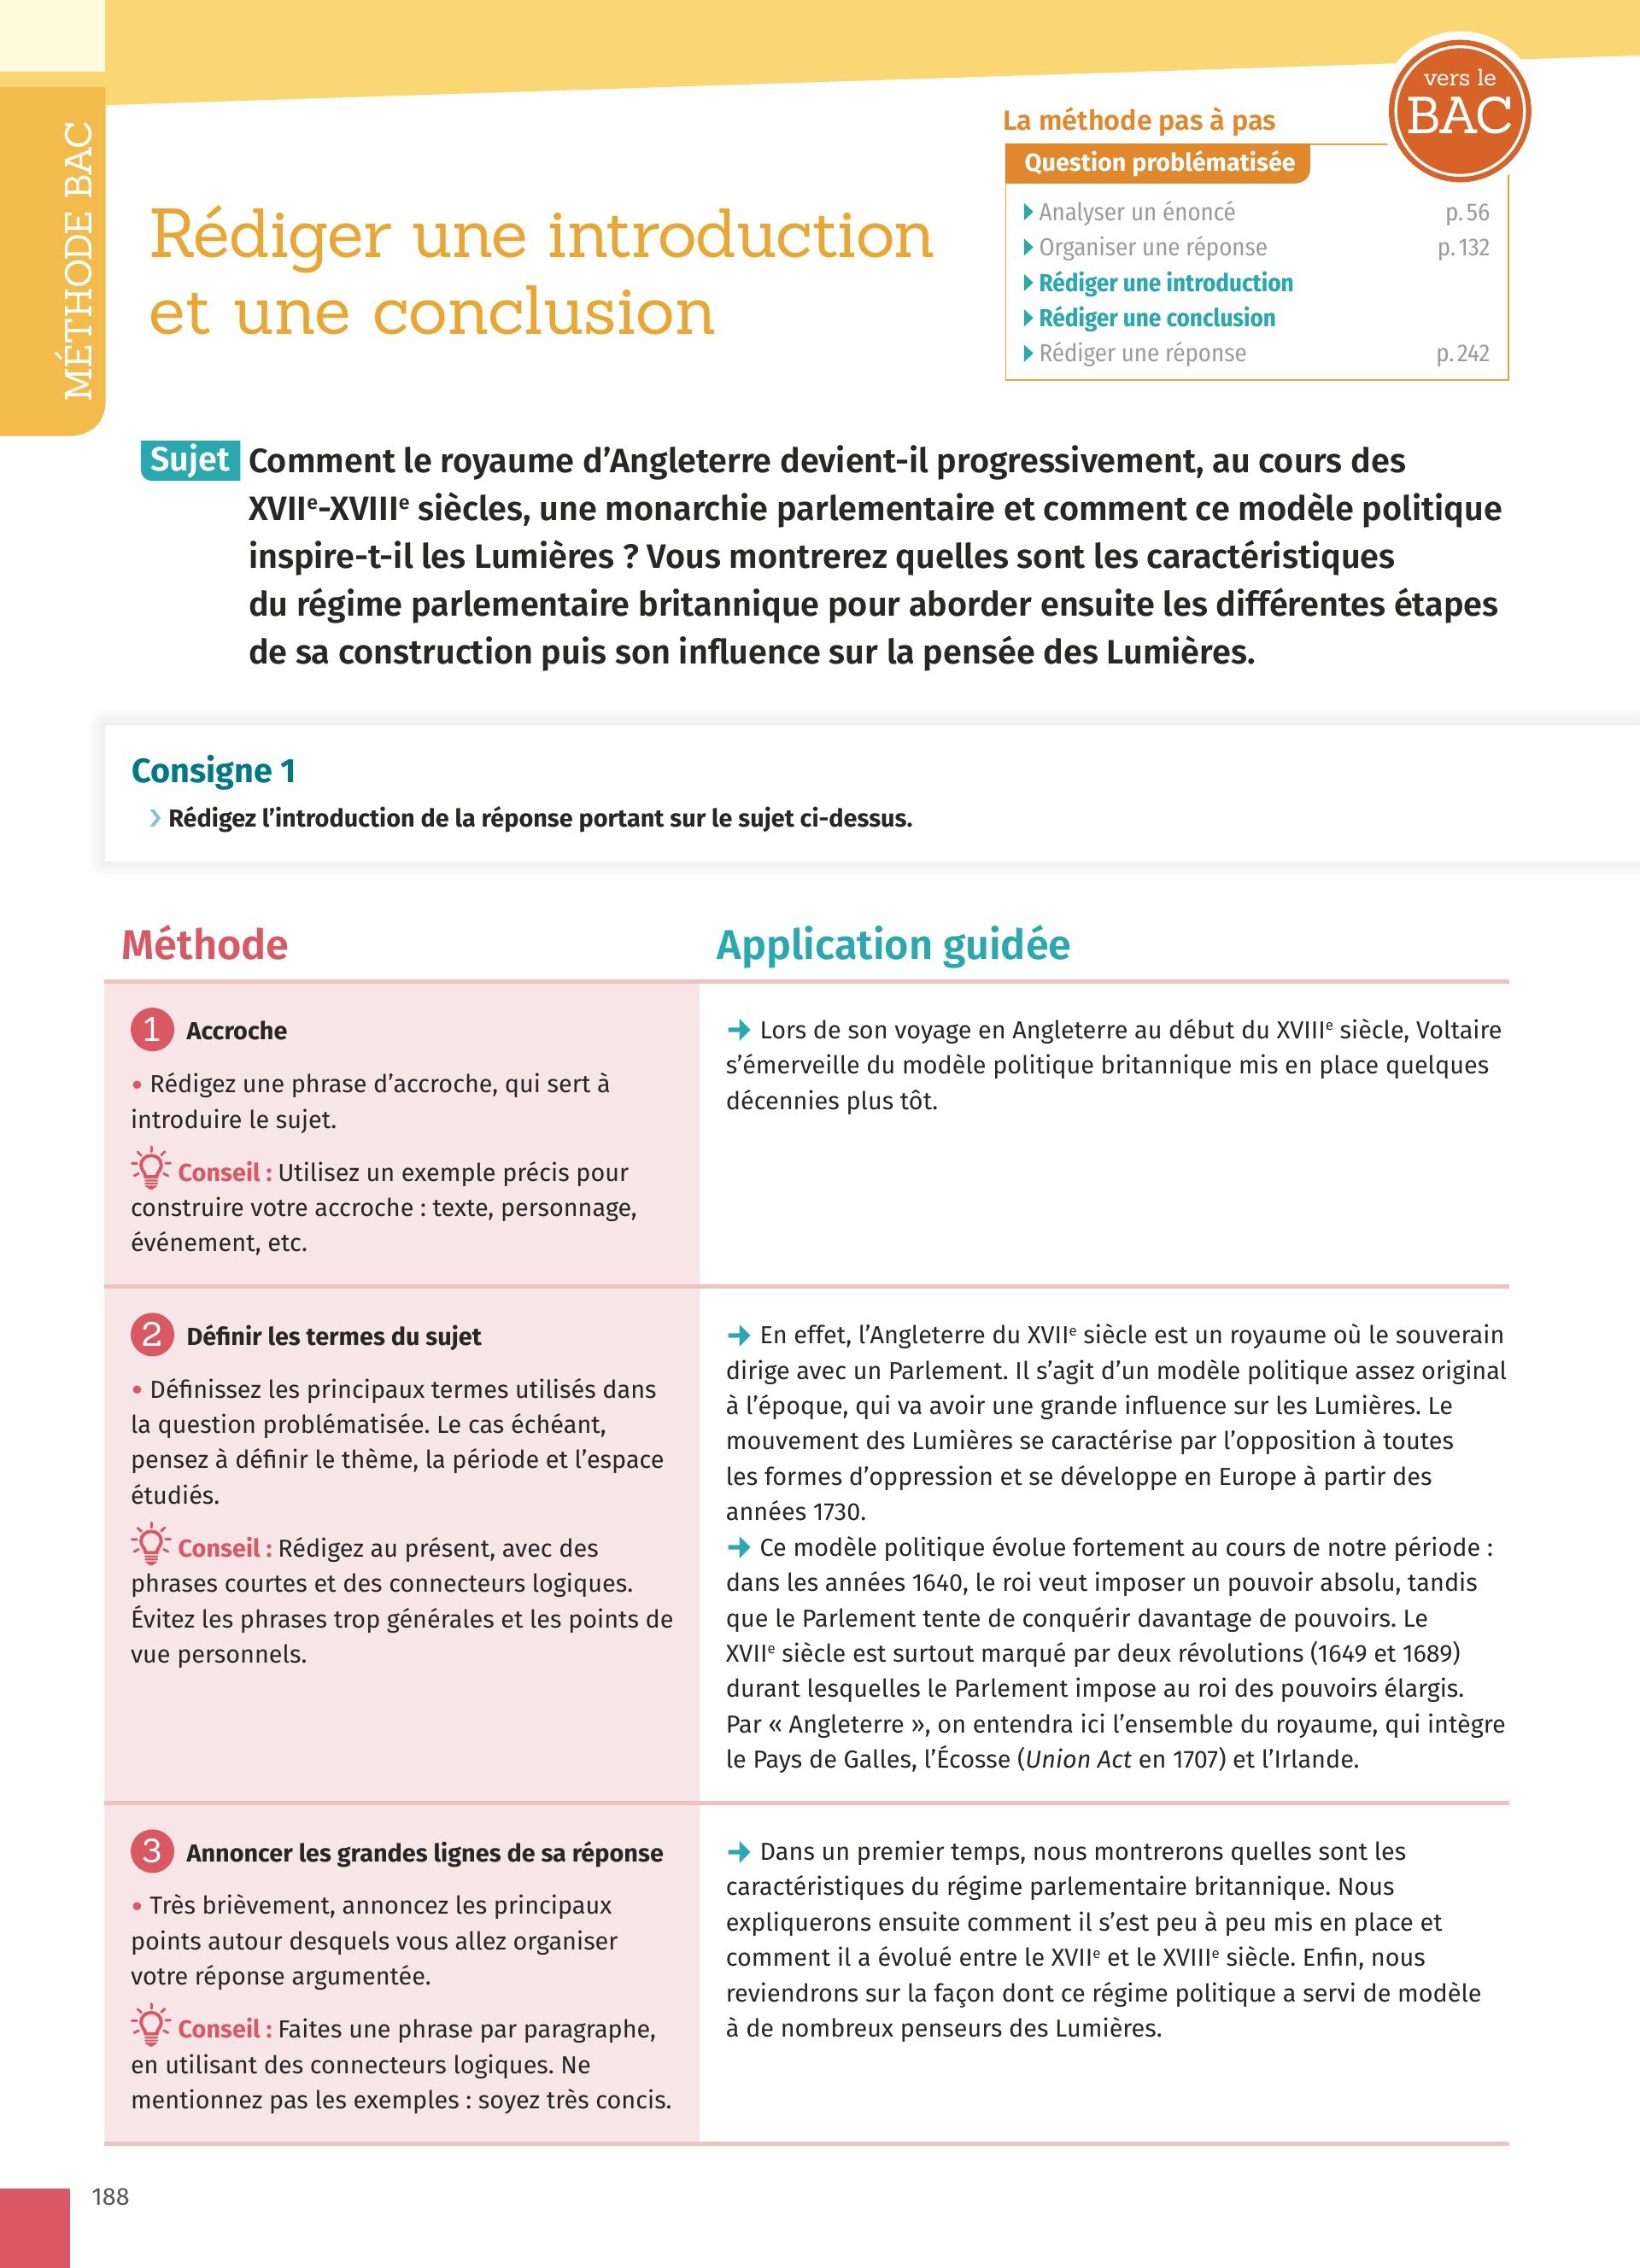 MÉTHODE BAC
vers le
BAC
La méthode pas à pas
Question problématisée
Analyser un énoncé p. 56
Organiser une réponse p. 132
Rédiger une introduction
Rédiger une conclusion
Rédiger une réponse p. 242
Rédiger une introduction
et une conclusion
Sujet Comment le royaume d’Angleterre devient-il progressivement, au cours des
XVIIᵉ-XVIIIᵉ siècles, une monarchie parlementaire et comment ce modèle politique
inspire-t-il les Lumières ? Vous montrerez quelles sont les caractéristiques
du régime parlementaire britannique pour aborder ensuite les différentes étapes
de sa construction puis son influence sur la pensée des Lumières.
Consigne 1
› Rédigez l’introduction de la réponse portant sur le sujet ci-dessus.
Méthode
1 Accroche
• Rédigez une phrase d’accroche, qui sert à
introduire le sujet.
Conseil : Utilisez un exemple précis pour
construire votre accroche : texte, personnage,
événement, etc.
Application guidée
→ Lors de son voyage en Angleterre au début du XVIIIᵉ siècle, Voltaire
s’émerveille du modèle politique britannique mis en place quelques
décennies plus tôt.
2 Définir les termes du sujet
• Définissez les principaux termes utilisés dans
la question problématisée. Le cas échéant,
pensez à définir le thème, la période et l’espace
étudiés.
Conseil : Rédigez au présent, avec des
phrases courtes et des connecteurs logiques.
Évitez les phrases trop générales et les points de
vue personnels.
→ En effet, l’Angleterre du XVIIᵉ siècle est un royaume où le souverain
dirige avec un Parlement. Il s’agit d’un modèle politique assez original
à l’époque, qui va avoir une grande influence sur les Lumières. Le
mouvement des Lumières se caractérise par l’opposition à toutes
les formes d’oppression et se développe en Europe à partir des
années 1730.
→ Ce modèle politique évolue fortement au cours de notre période :
dans les années 1640, le roi veut imposer un pouvoir absolu, tandis
que le Parlement tente de conquérir davantage de pouvoirs. Le
XVIIᵉ siècle est surtout marqué par deux révolutions (1649 et 1689)
durant lesquelles le Parlement impose au roi des pouvoirs élargis.
Par « Angleterre », on entendra ici l’ensemble du royaume, qui intègre
le Pays de Galles, l’Écosse (Union Act en 1707) et l’Irlande.
3 Annoncer les grandes lignes de sa réponse
• Très brièvement, annoncez les principaux
points autour desquels vous allez organiser
votre réponse argumentée.
Conseil : Faites une phrase par paragraphe,
en utilisant des connecteurs logiques. Ne
mentionnez pas les exemples : soyez très concis.
→ Dans un premier temps, nous montrerons quelles sont les
caractéristiques du régime parlementaire britannique. Nous
expliquerons ensuite comment il s’est peu à peu mis en place et
comment il a évolué entre le XVIIᵉ et le XVIIIᵉ siècle. Enfin, nous
reviendrons sur la façon dont ce régime politique a servi de modèle
à de nombreux penseurs des Lumières.
188